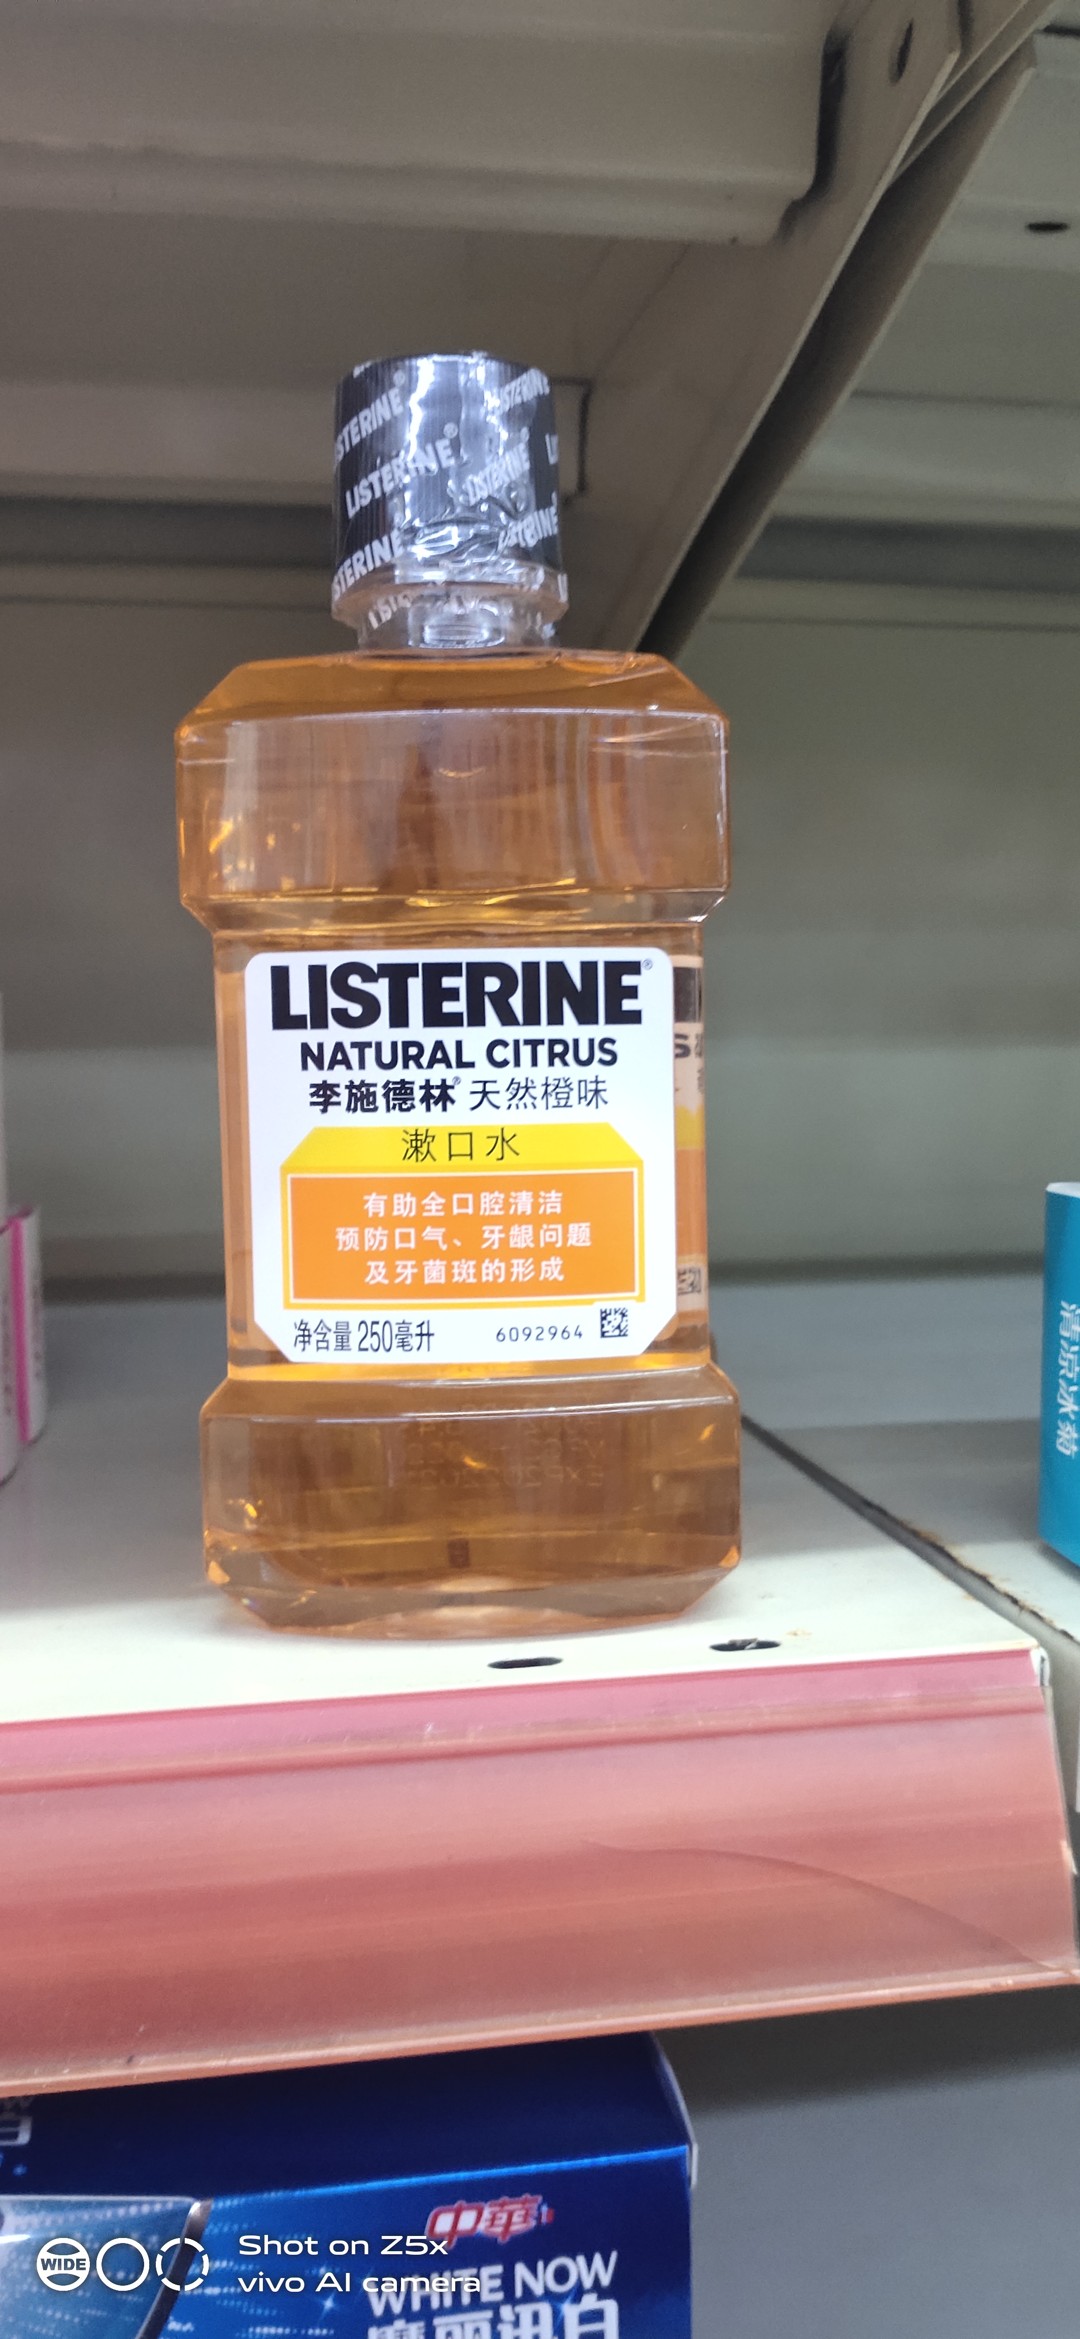 LISTERINE
LISTERINE®
LISTERINE
LISTERINE®
NATURAL CITRUS
李施德林® 天然橙味
漱口水
有助全口腔清洁
预防口气、牙龈问题
及牙菌斑的形成
净含量 250毫升
6092964
清凉冰菊
中華
WHITE NOW
WIDE
Shot on Z5x
vivo AI camera